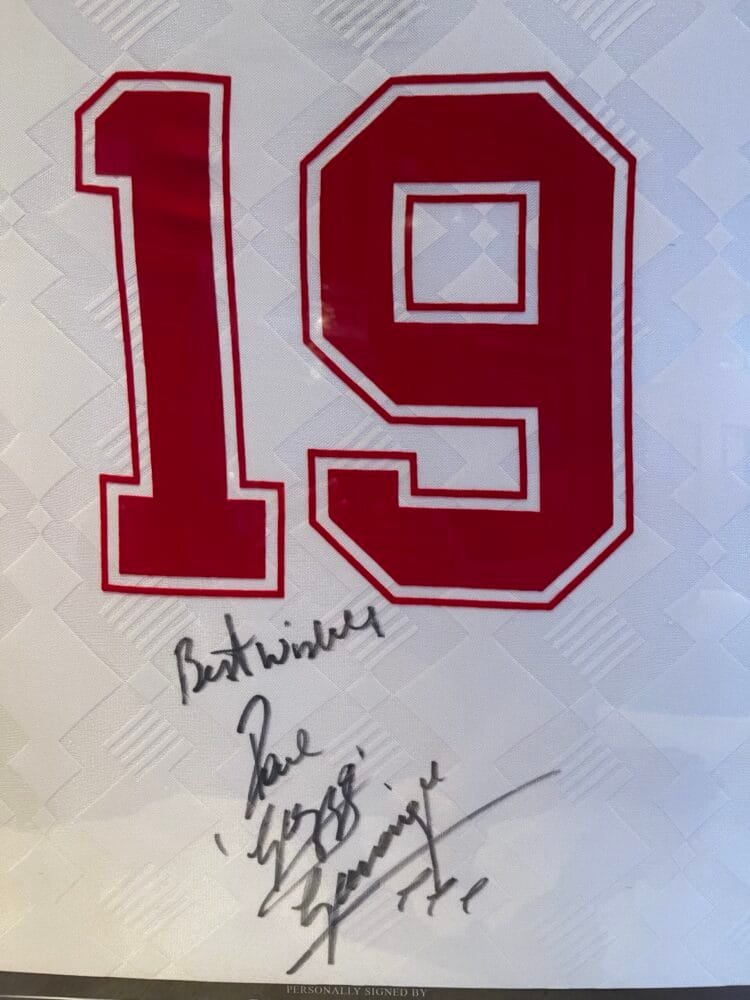 19
Best Wishes
Paul
'Gazza'
Gascoigne
PERSONALLY SIGNED BY